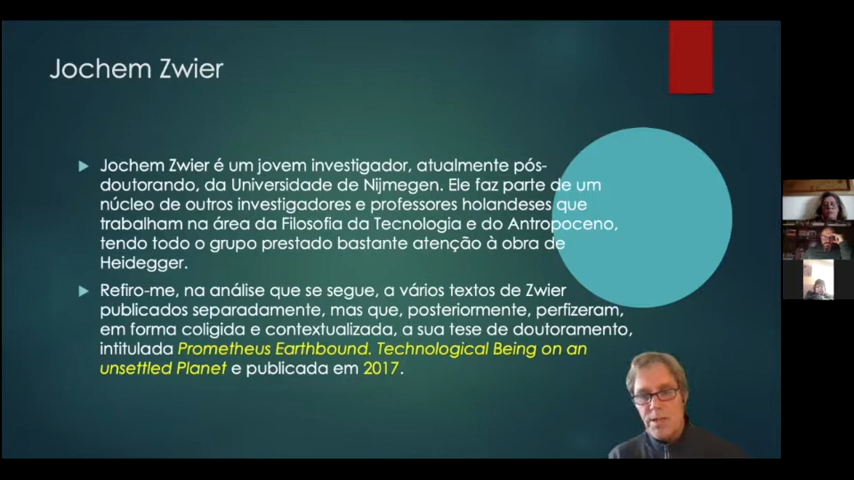 Jochem Zwier
Jochem Zwier é um jovem investigador, atualmente pós-
doutorando, da Universidade de Nijmegen. Ele faz parte de um
núcleo de outros investigadores e professores holandeses que
trabalham na área da Filosofia da Tecnologia e do Antropoceno,
tendo todo o grupo prestado bastante atenção à obra de
Heidegger.
Refiro-me, na análise que se segue, a vários textos de Zwier
publicados separadamente, mas que, posteriormente, perfizeram,
em forma coligida e contextualizada, a sua tese de doutoramento,
intitulada Prometheus Earthbound. Technological Being on an
unsettled Planet e publicada em 2017.